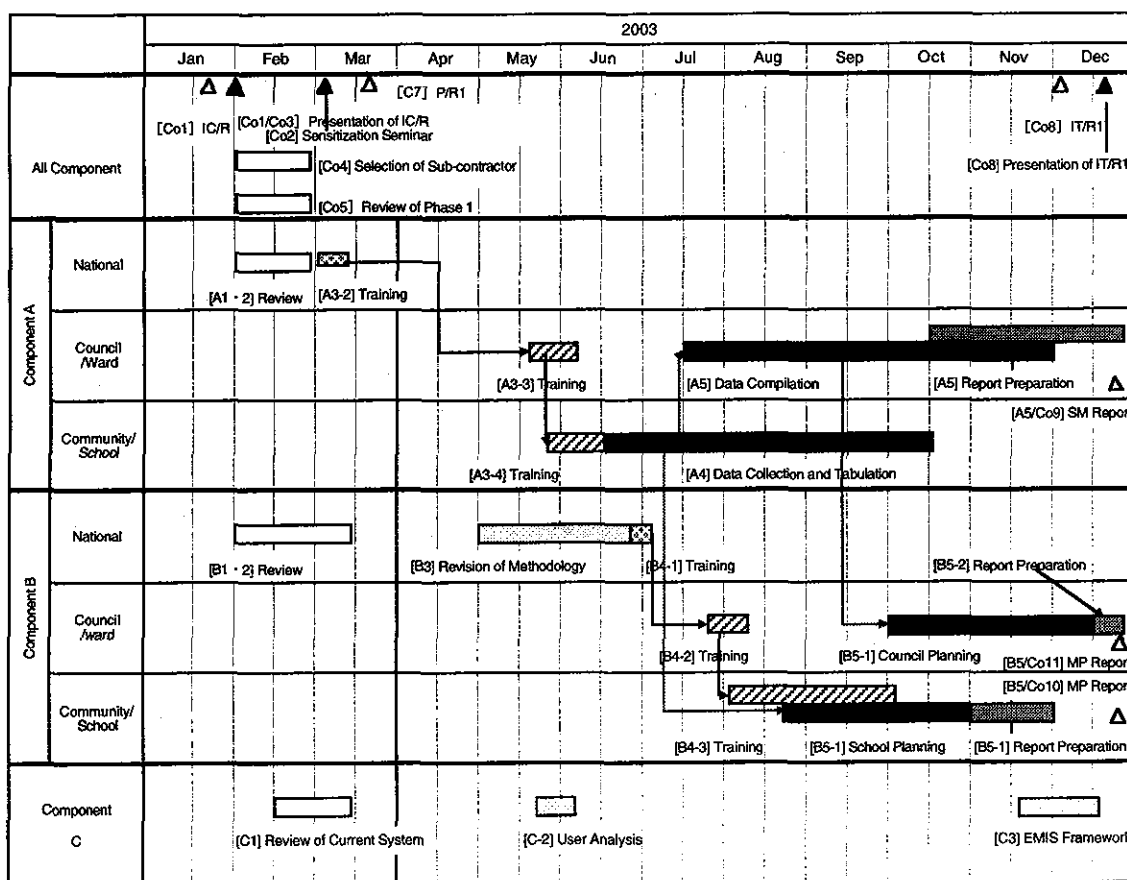 2003
Jan Feb Mar Apr May Jun Jul Aug Sep Oct Nov Dec
All Component
[Co1] IC/R
[Co1/Co3] Presentation of IC/R
[Co2] Sensitization Seminar
[C7] P/R1
[Co8] IT/R1
[Co4] Selection of Sub-contractor
[Co8] Presentation of IT/R1
[Co5] Review of Phase 1
Component A
National
[A1・2] Review
[A3-2] Training
Council
/Ward
[A3-3] Training
[A5] Data Compilation
[A5] Report Preparation
[A5/Co9] SM Report
Community/
School
[A3-4] Training
[A4] Data Collection and Tabulation
Component B
National
[B1・2] Review
[B3] Revision of Methodology
[B4-1] Training
[B5-2] Report Preparation
Council
/ward
[B4-2] Training
[B5-1] Council Planning
[B5/Co11] MP Report
[B5/Co10] MP Report
Community/
School
[B4-3] Training
[B5-1] School Planning
[B5-1] Report Preparation
Component
C
[C1] Review of Current System
[C-2] User Analysis
[C3] EMIS Framework